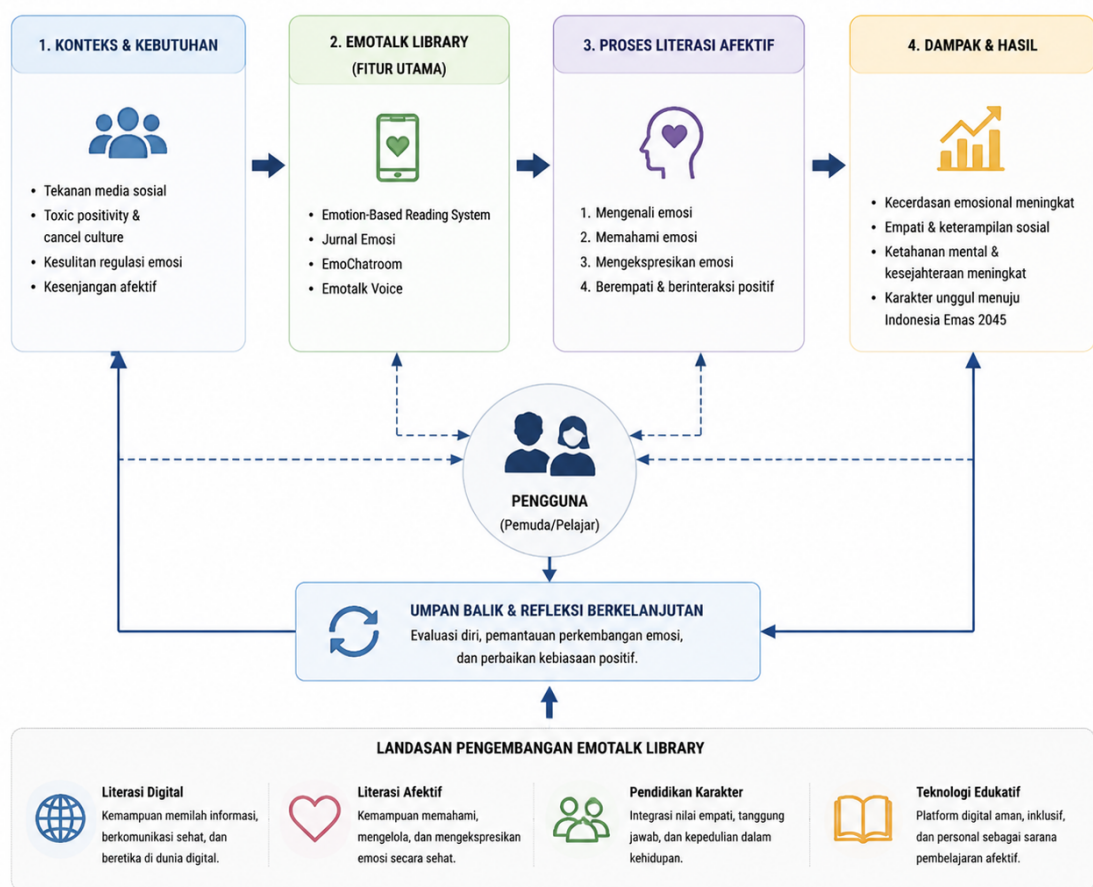 1. KONTEKS & KEBUTUHAN
• Tekanan media sosial
• Toxic positivity &
cancel culture
• Kesulitan regulasi emosi
• Kesenjangan afektif
2. EMOTALK LIBRARY
(FITUR UTAMA)
• Emotion-Based Reading System
• Jurnal Emosi
• EmoChatroom
• Emotalk Voice
3. PROSES LITERASI AFEKTIF
1. Mengenali emosi
2. Memahami emosi
3. Mengekspresikan emosi
4. Berempati & berinteraksi positif
4. DAMPAK & HASIL
• Kecerdasan emosional meningkat
• Empati & keterampilan sosial
• Ketahanan mental &
kesejahteraan meningkat
• Karakter unggul menuju
Indonesia Emas 2045
PENGGUNA
(Pemuda/Pelajar)
UMPAN BALIK & REFLEKSI BERKELANJUTAN
Evaluasi diri, pemantauan perkembangan emosi,
dan perbaikan kebiasaan positif.
LANDASAN PENGEMBANGAN EMOTALK LIBRARY
Literasi Digital
Kemampuan memilah informasi,
berkomunikasi sehat, dan
beretika di dunia digital.
Literasi Afektif
Kemampuan memahami,
mengelola, dan mengekspresikan
emosi secara sehat.
Pendidikan Karakter
Integrasi nilai empati, tanggung
jawab, dan kepedulian dalam
kehidupan.
Teknologi Edukatif
Platform digital aman, inklusif,
dan personal sebagai sarana
pembelajaran afektif.